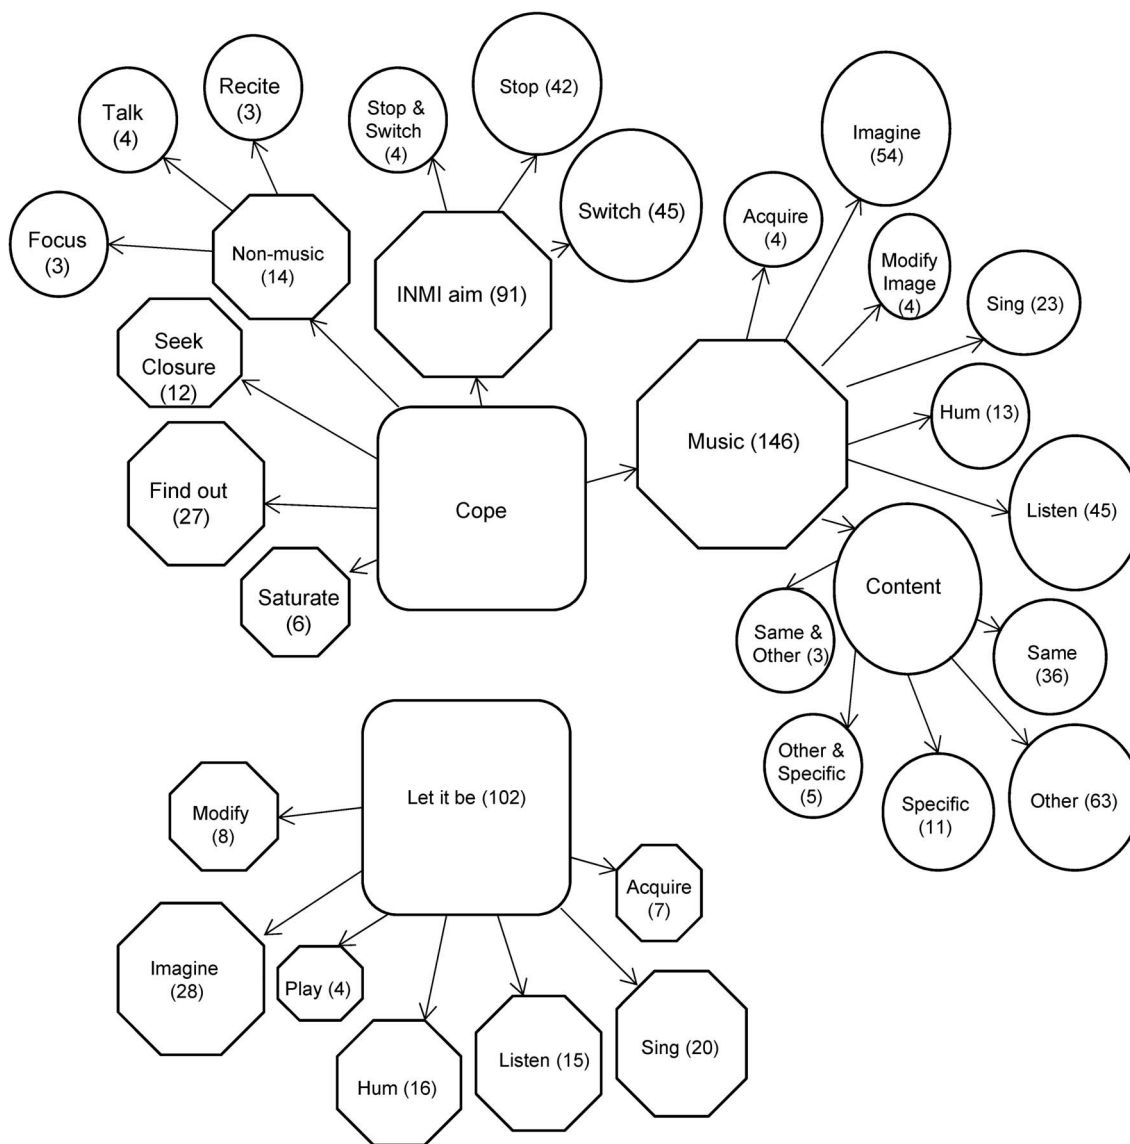 Recite
(3)
Talk
(4)
Stop &
Switch
(4)
Stop (42)
Imagine
(54)
Switch (45)
Acquire
(4)
Focus
(3)
Non-music
(14)
INMI aim (91)
Modify
Image
(4)
Sing (23)
Seek
Closure
(12)
Music (146)
Hum (13)
Find out
(27)
Cope
Listen (45)
Saturate
(6)
Content
Same &
Other (3)
Same
(36)
Other &
Specific
(5)
Specific
(11)
Other (63)
Let it be (102)
Modify
(8)
Acquire
(7)
Imagine
(28)
Play (4)
Hum (16)
Listen (15)
Sing (20)